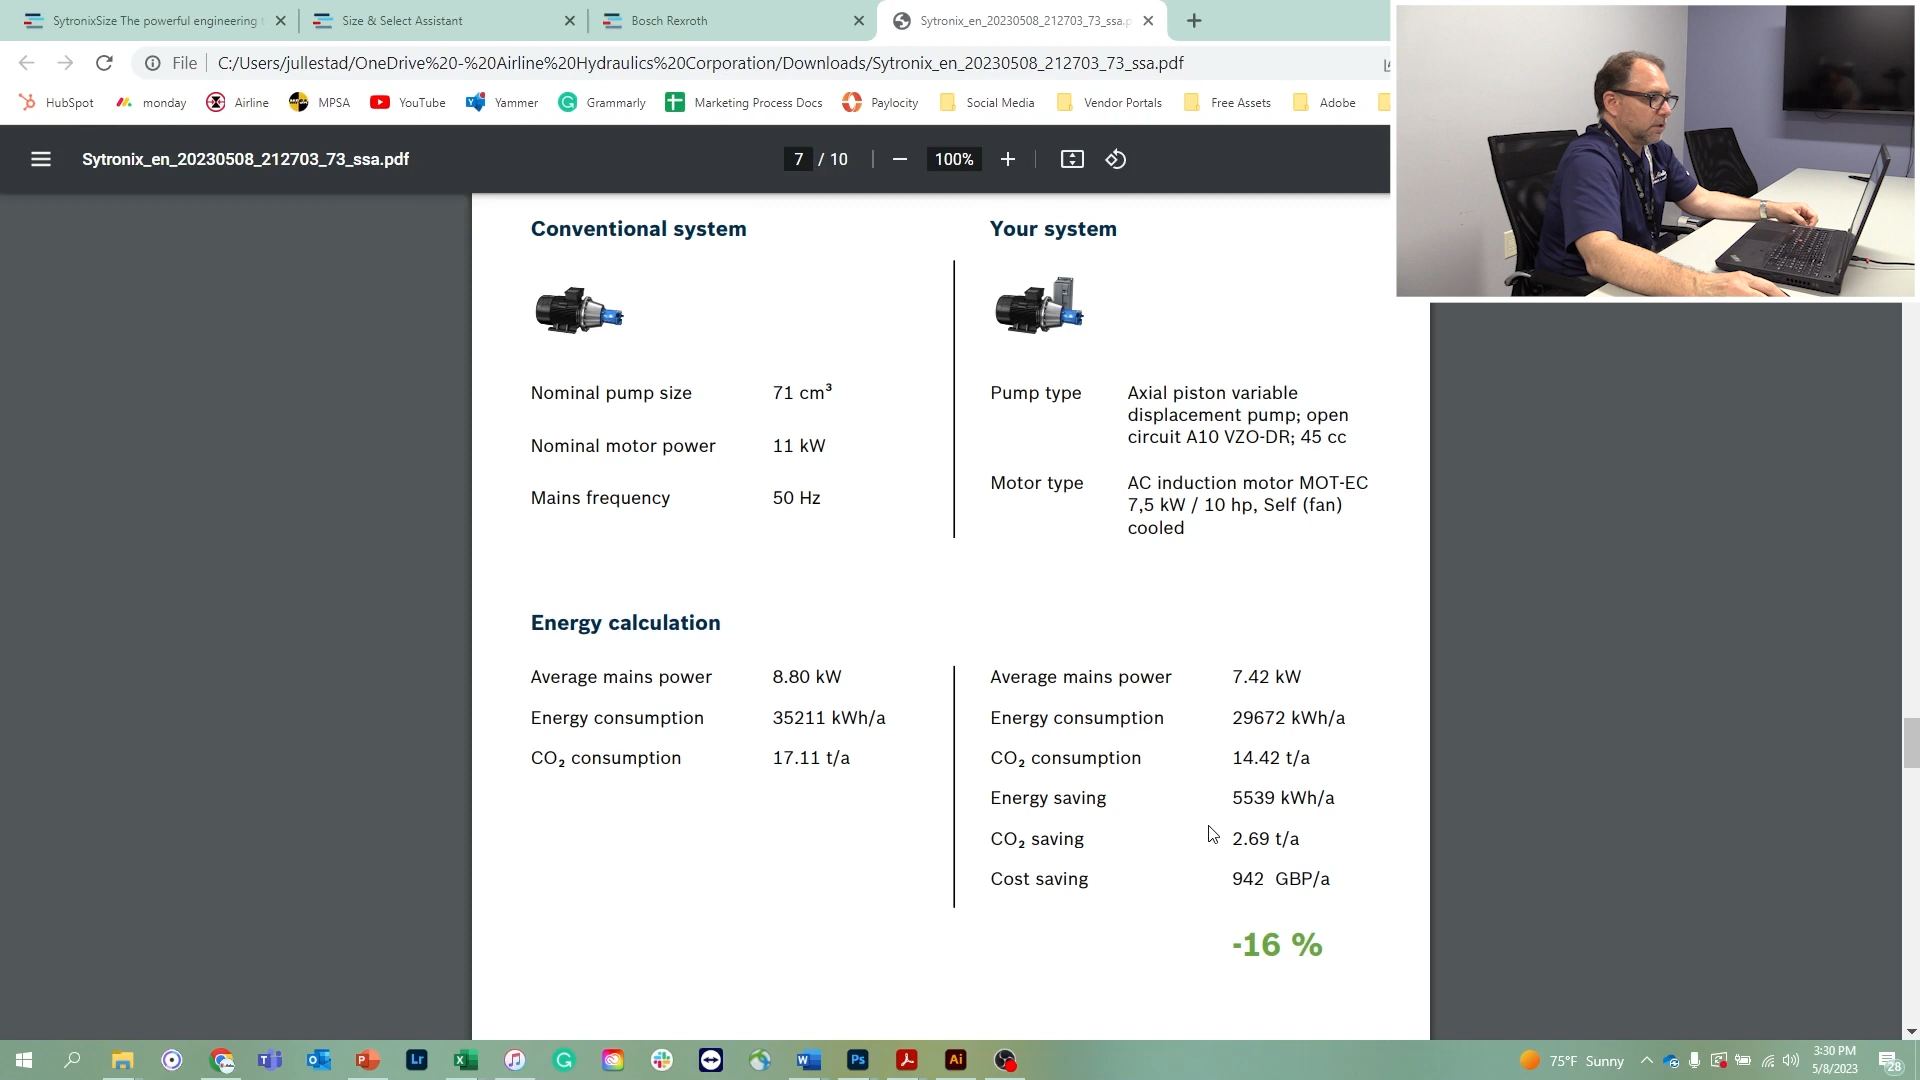 SytronixSize The powerful engineering
Size & Select Assistant
Bosch Rexroth
Sytronix_en_20230508_212703_73_ssa.p
File
C:/Users/jullestad/OneDrive%20-%20Airline%20Hydraulics%20Corporation/Downloads/Sytronix_en_20230508_212703_73_ssa.pdf
HubSpot
monday
Airline
MPSA
YouTube
Yammer
Grammarly
Marketing Process Docs
Paylocity
Social Media
Vendor Portals
Free Assets
Adobe
Sytronix_en_20230508_212703_73_ssa.pdf
7 / 10
100%
Conventional system
Your system
Nominal pump size 71 cm³
Nominal motor power 11 kW
Mains frequency 50 Hz
Pump type Axial piston variable
displacement pump; open
circuit A10 VZO-DR; 45 cc
Motor type AC induction motor MOT-EC
7,5 kW / 10 hp, Self (fan)
cooled
Energy calculation
Average mains power 8.80 kW
Energy consumption 35211 kWh/a
CO₂ consumption 17.11 t/a
Average mains power 7.42 kW
Energy consumption 29672 kWh/a
CO₂ consumption 14.42 t/a
Energy saving 5539 kWh/a
CO₂ saving 2.69 t/a
Cost saving 942 GBP/a
-16 %
Lr
Ps
Ai
75°F Sunny
3:30 PM
5/8/2023
28